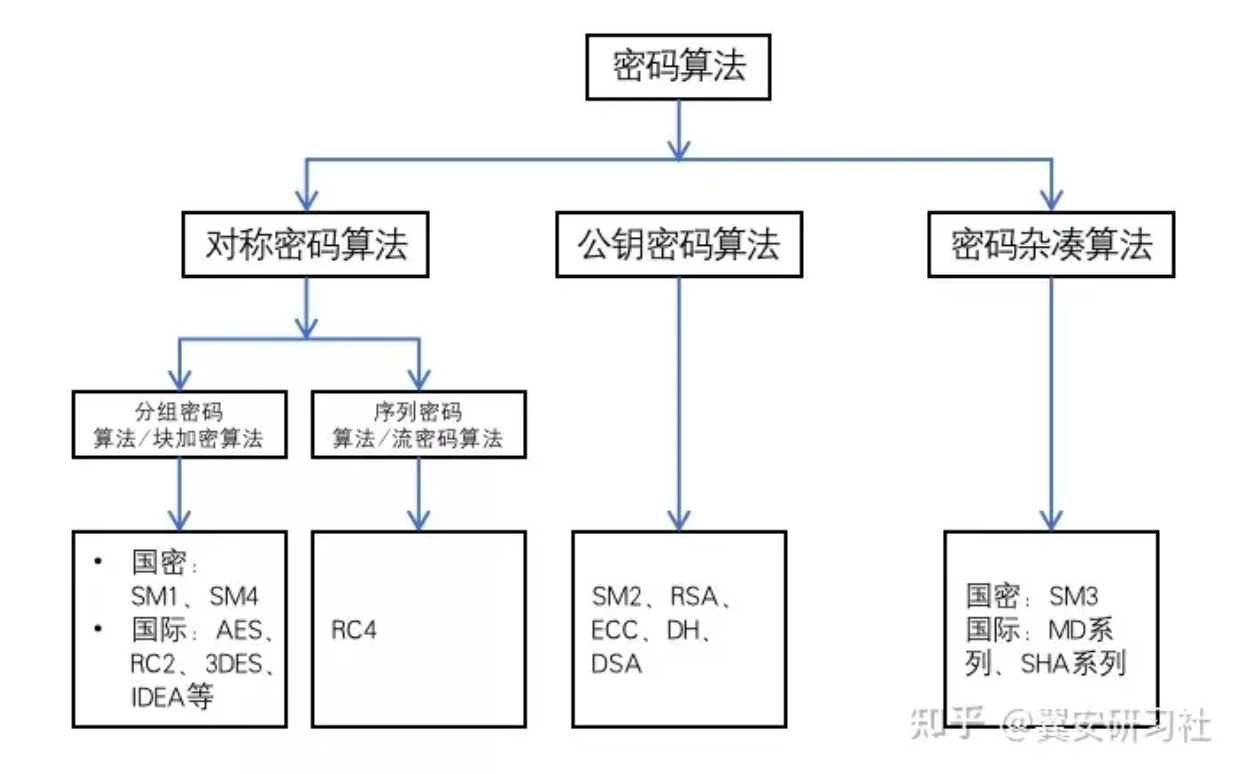 密码算法
对称密码算法
公钥密码算法
密码杂凑算法
分组密码
算法/块加密算法
序列密码
算法/流密码算法
• 国密：
SM1、SM4
• 国际：AES、
RC2、3DES、
IDEA等
RC4
SM2、RSA、
ECC、DH、
DSA
国密：SM3
国际：MD系
列、SHA系列
知乎 @翼安研习社